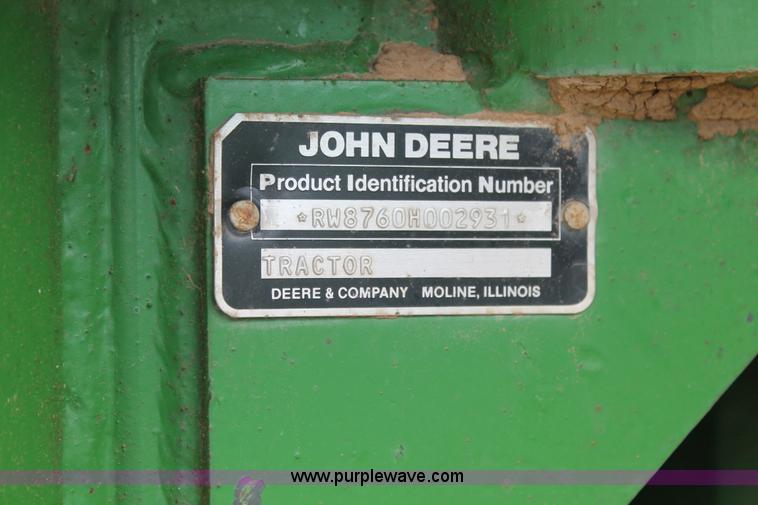 JOHN DEERE
Product Identification Number
*RW8760H002931*
TRACTOR
DEERE & COMPANY MOLINE, ILLINOIS
www.purplewave.com